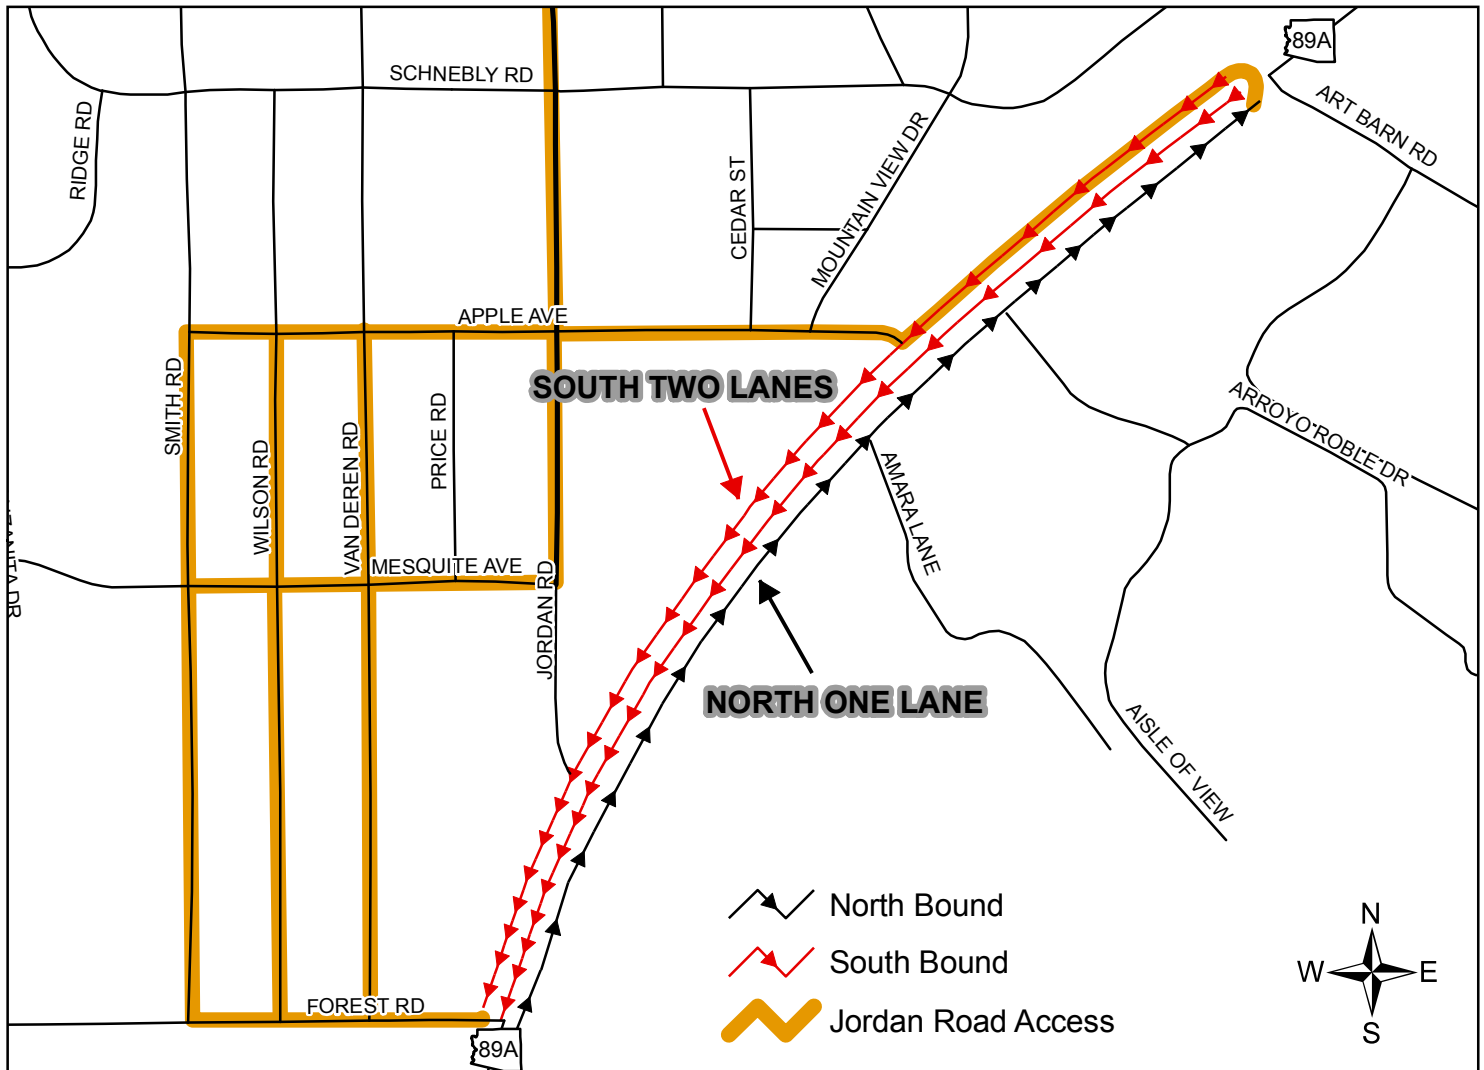 89A
SCHNEBLY RD
ART BARN RD
RIDGE RD
MOUNTAIN VIEW DR
CEDAR ST
APPLE AVE
SMITH RD
SOUTH TWO LANES
PRICE RD
ARROYO ROBLE DR
WILSON RD
VAN DEREN RD
AMARA LANE
MESQUITE AVE
DR
JORDAN RD
NORTH ONE LANE
AISLE OF VIEW
North Bound
South Bound
Jordan Road Access
N
W
E
S
FOREST RD
89A